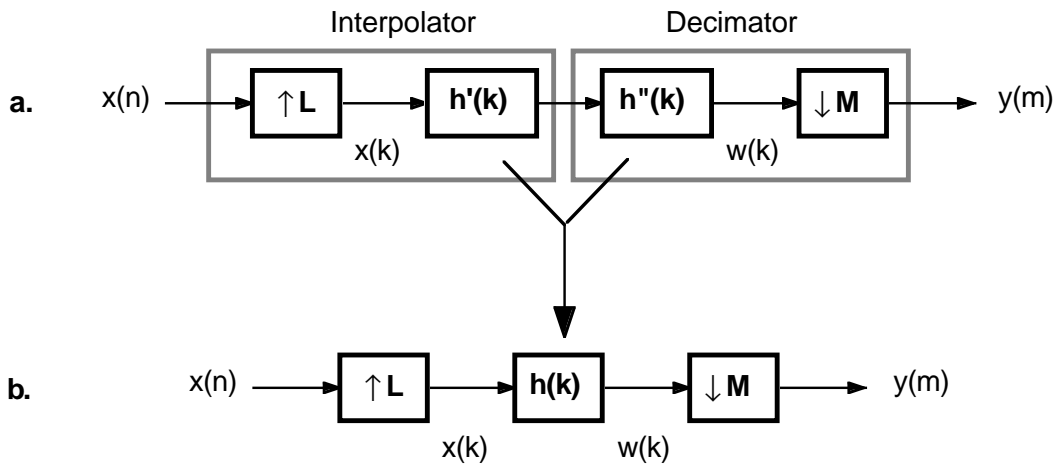 Interpolator Decimator
a. x(n) ↑ L h'(k) h"(k) ↓ M y(m)
x(k) w(k)
b. x(n) ↑ L h(k) ↓ M y(m)
x(k) w(k)